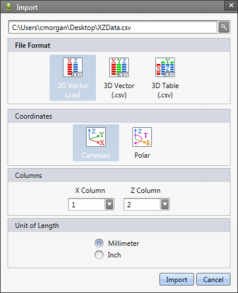 Import
C:\Users\cmorgan\Desktop\XZData.csv
File Format
2D Vector (.csv)
3D Vector (.csv)
3D Table (.csv)
Coordinates
Cartesian
Polar
Columns
X Column
Z Column
1
2
Unit of Length
Millimeter
Inch
Import
Cancel